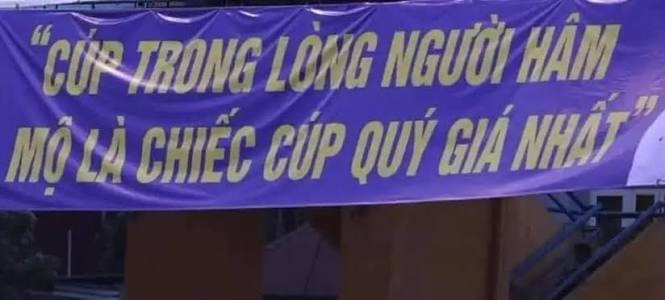 “CÚP TRONG LÒNG NGƯỜI HÂM
MỘ LÀ CHIẾC CÚP QUÝ GIÁ NHẤT”